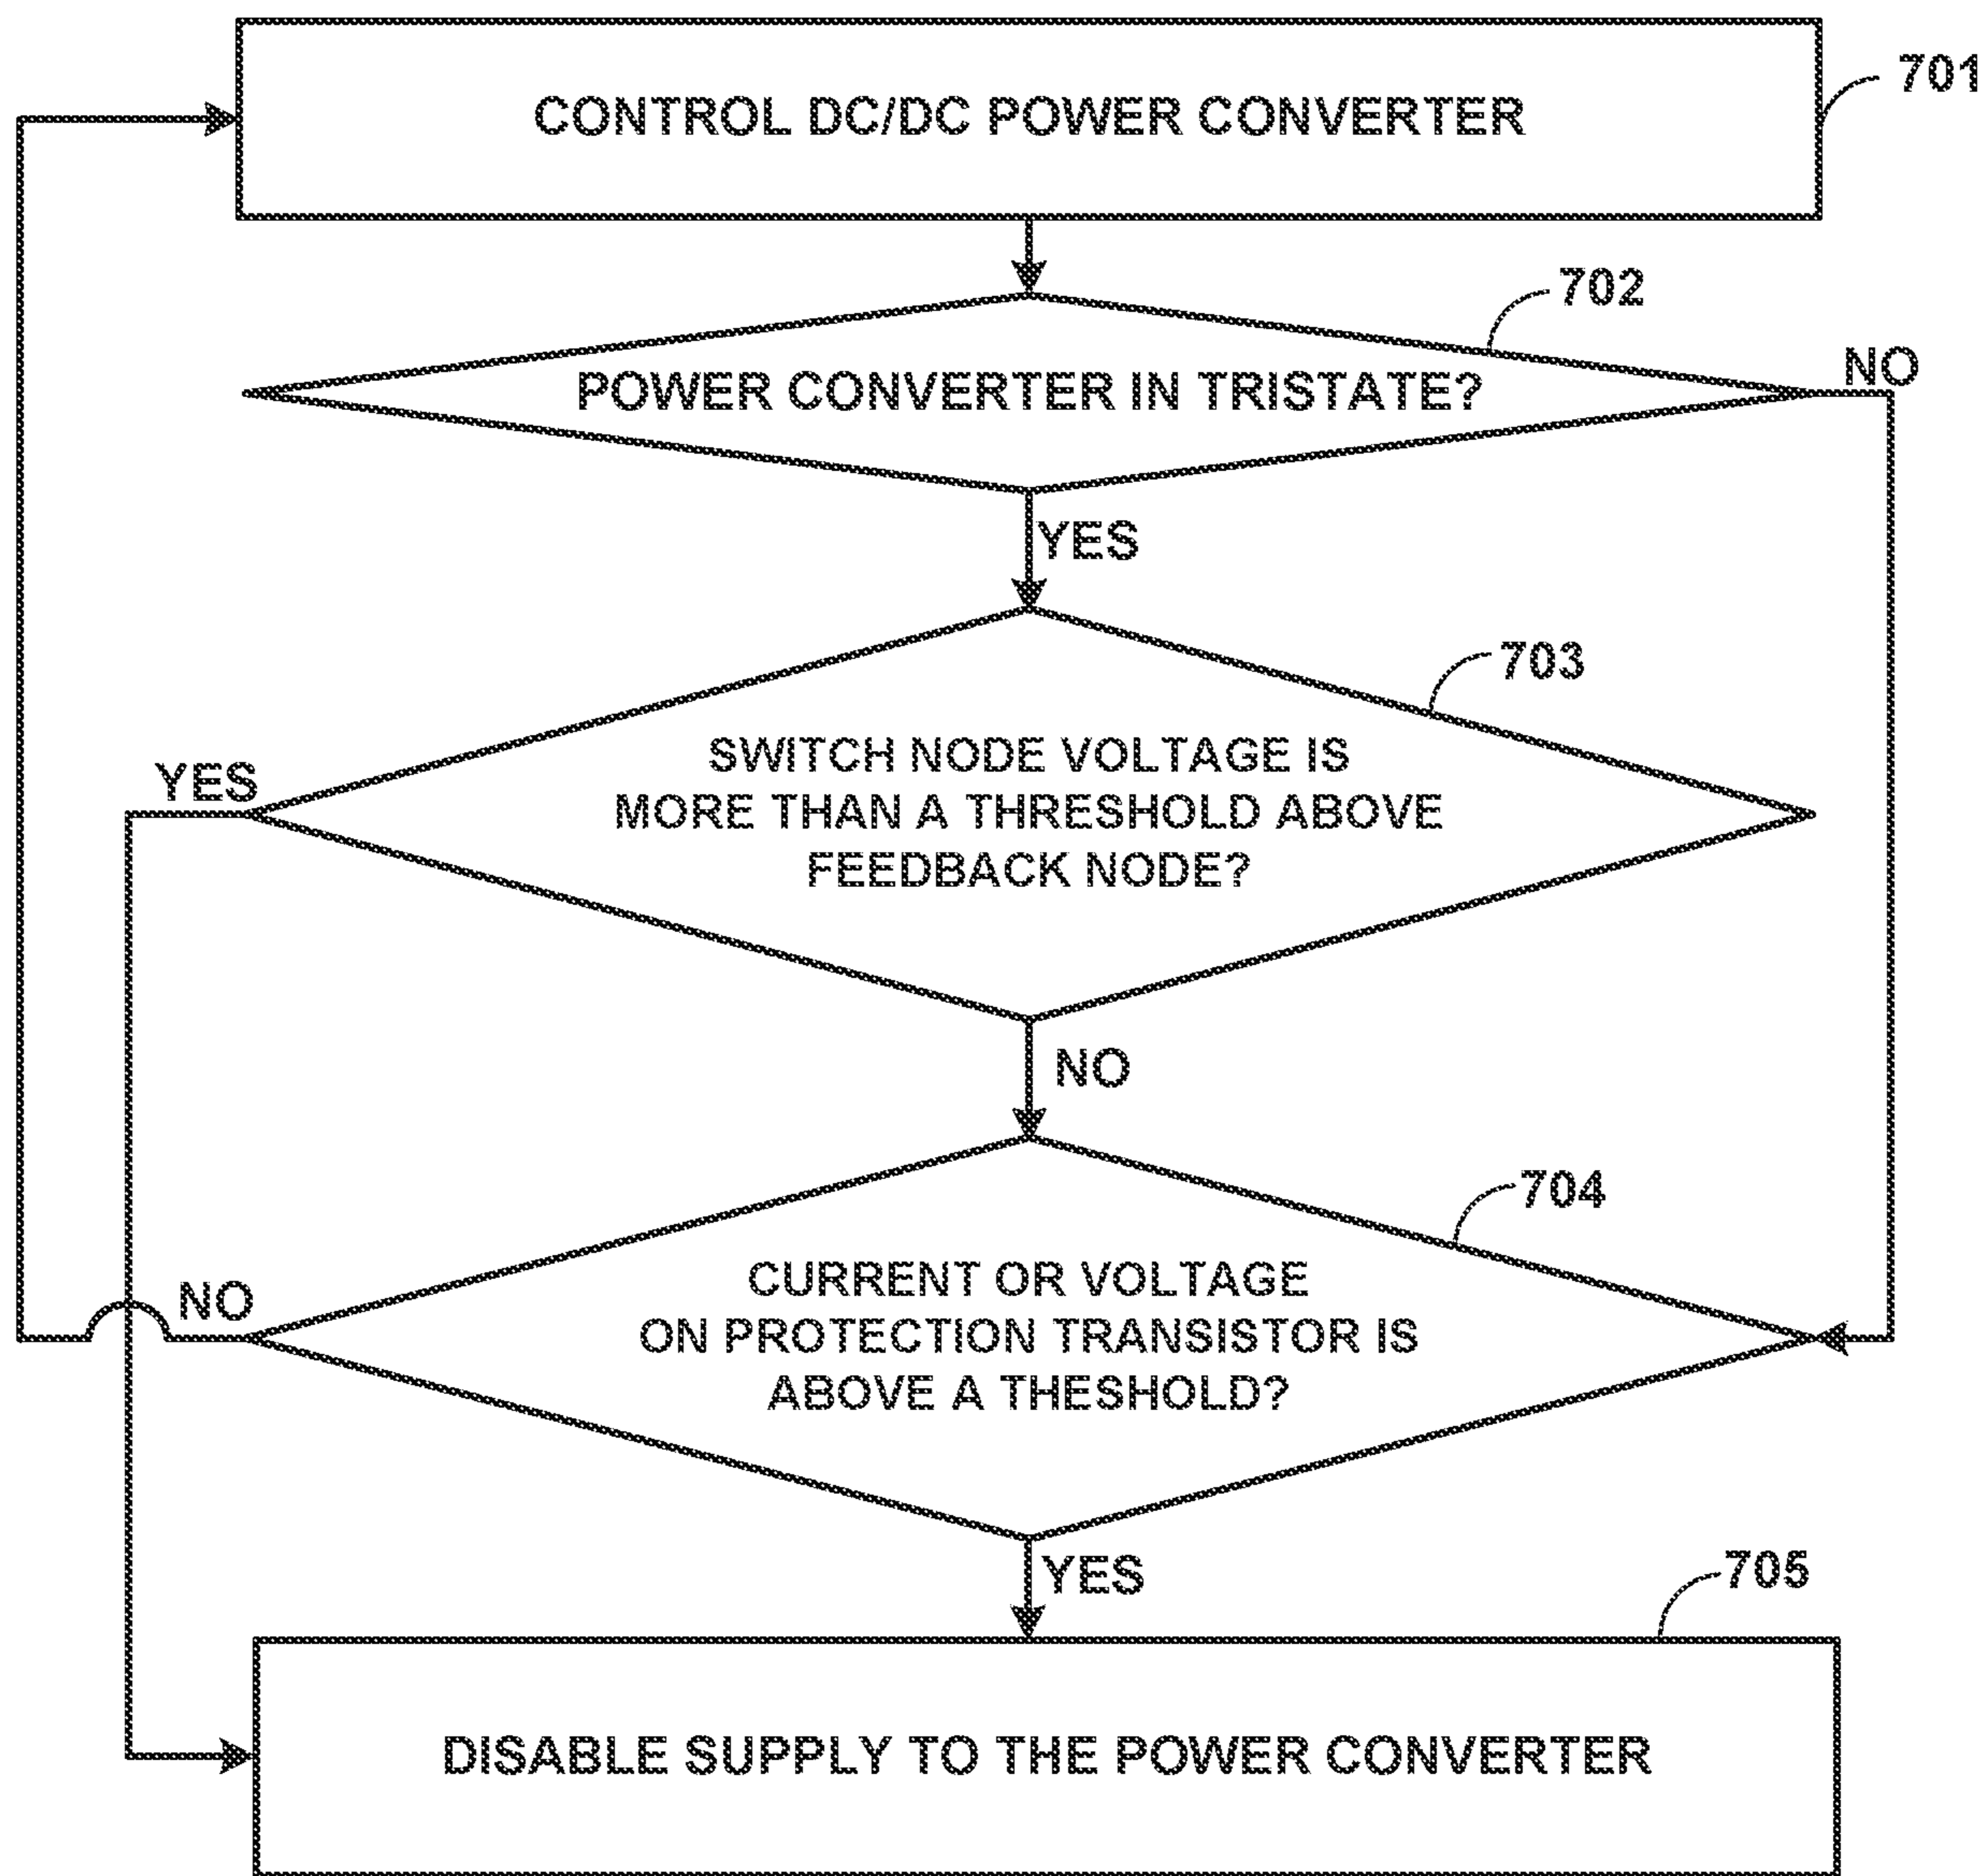 CONTROL DC/DC POWER CONVERTER
701
702
POWER CONVERTER IN TRISTATE?
NO
YES
703
SWITCH NODE VOLTAGE IS
MORE THAN A THRESHOLD ABOVE
FEEDBACK NODE?
YES
NO
704
CURRENT OR VOLTAGE
ON PROTECTION TRANSISTOR IS
ABOVE A THESHOLD?
NO
YES
705
DISABLE SUPPLY TO THE POWER CONVERTER